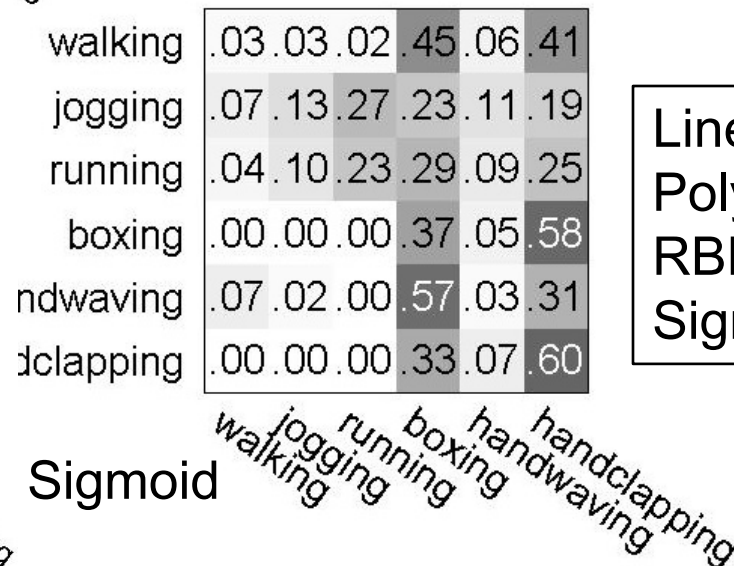 walking .03 .03 .02 .45 .06 .41
jogging .07 .13 .27 .23 .11 .19
running .04 .10 .23 .29 .09 .25
boxing .00 .00 .00 .37 .05 .58
ndwaving .07 .02 .00 .57 .03 .31
dclapping .00 .00 .00 .33 .07 .60
walking
jogging
running
boxing
handwaving
handclapping
Sigmoid
Line
Poly
RB
Sig